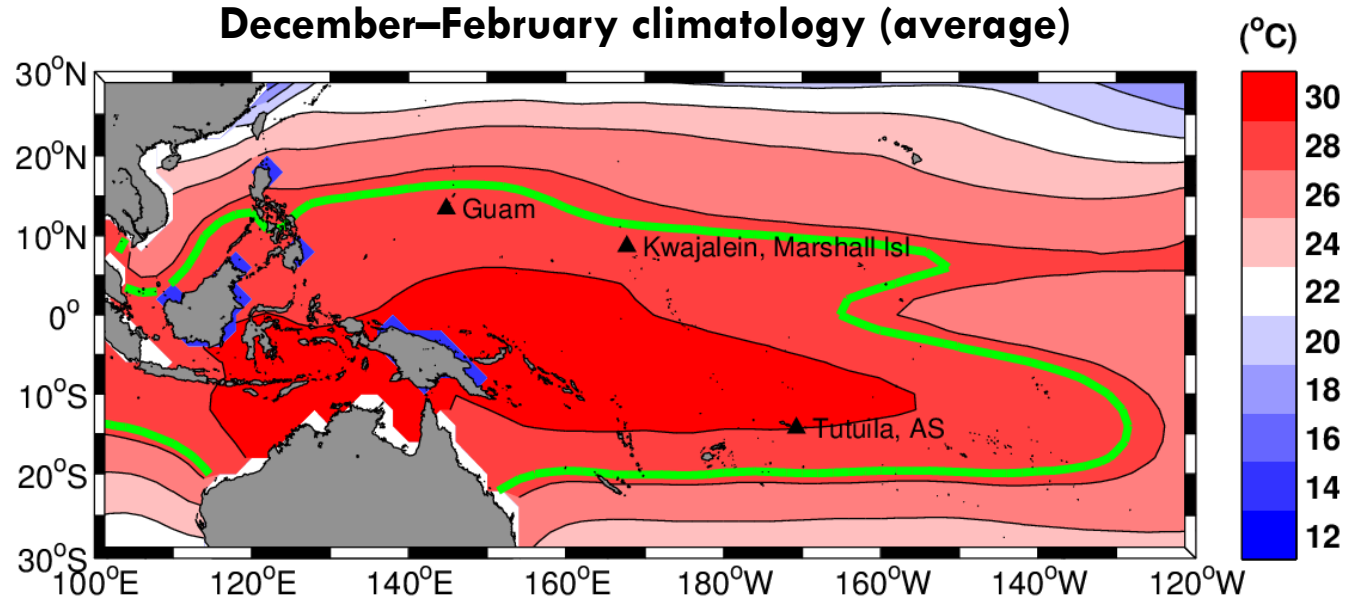 December–February climatology (average)
(°C)
30°N
20°N
10°N
0°
10°S
20°S
30°S
Guam
Kwajalein, Marshall Isl
Tutuila, AS
100°E 120°E 140°E 160°E 180°W 160°W 140°W 120°W
30
28
26
24
22
20
18
16
14
12